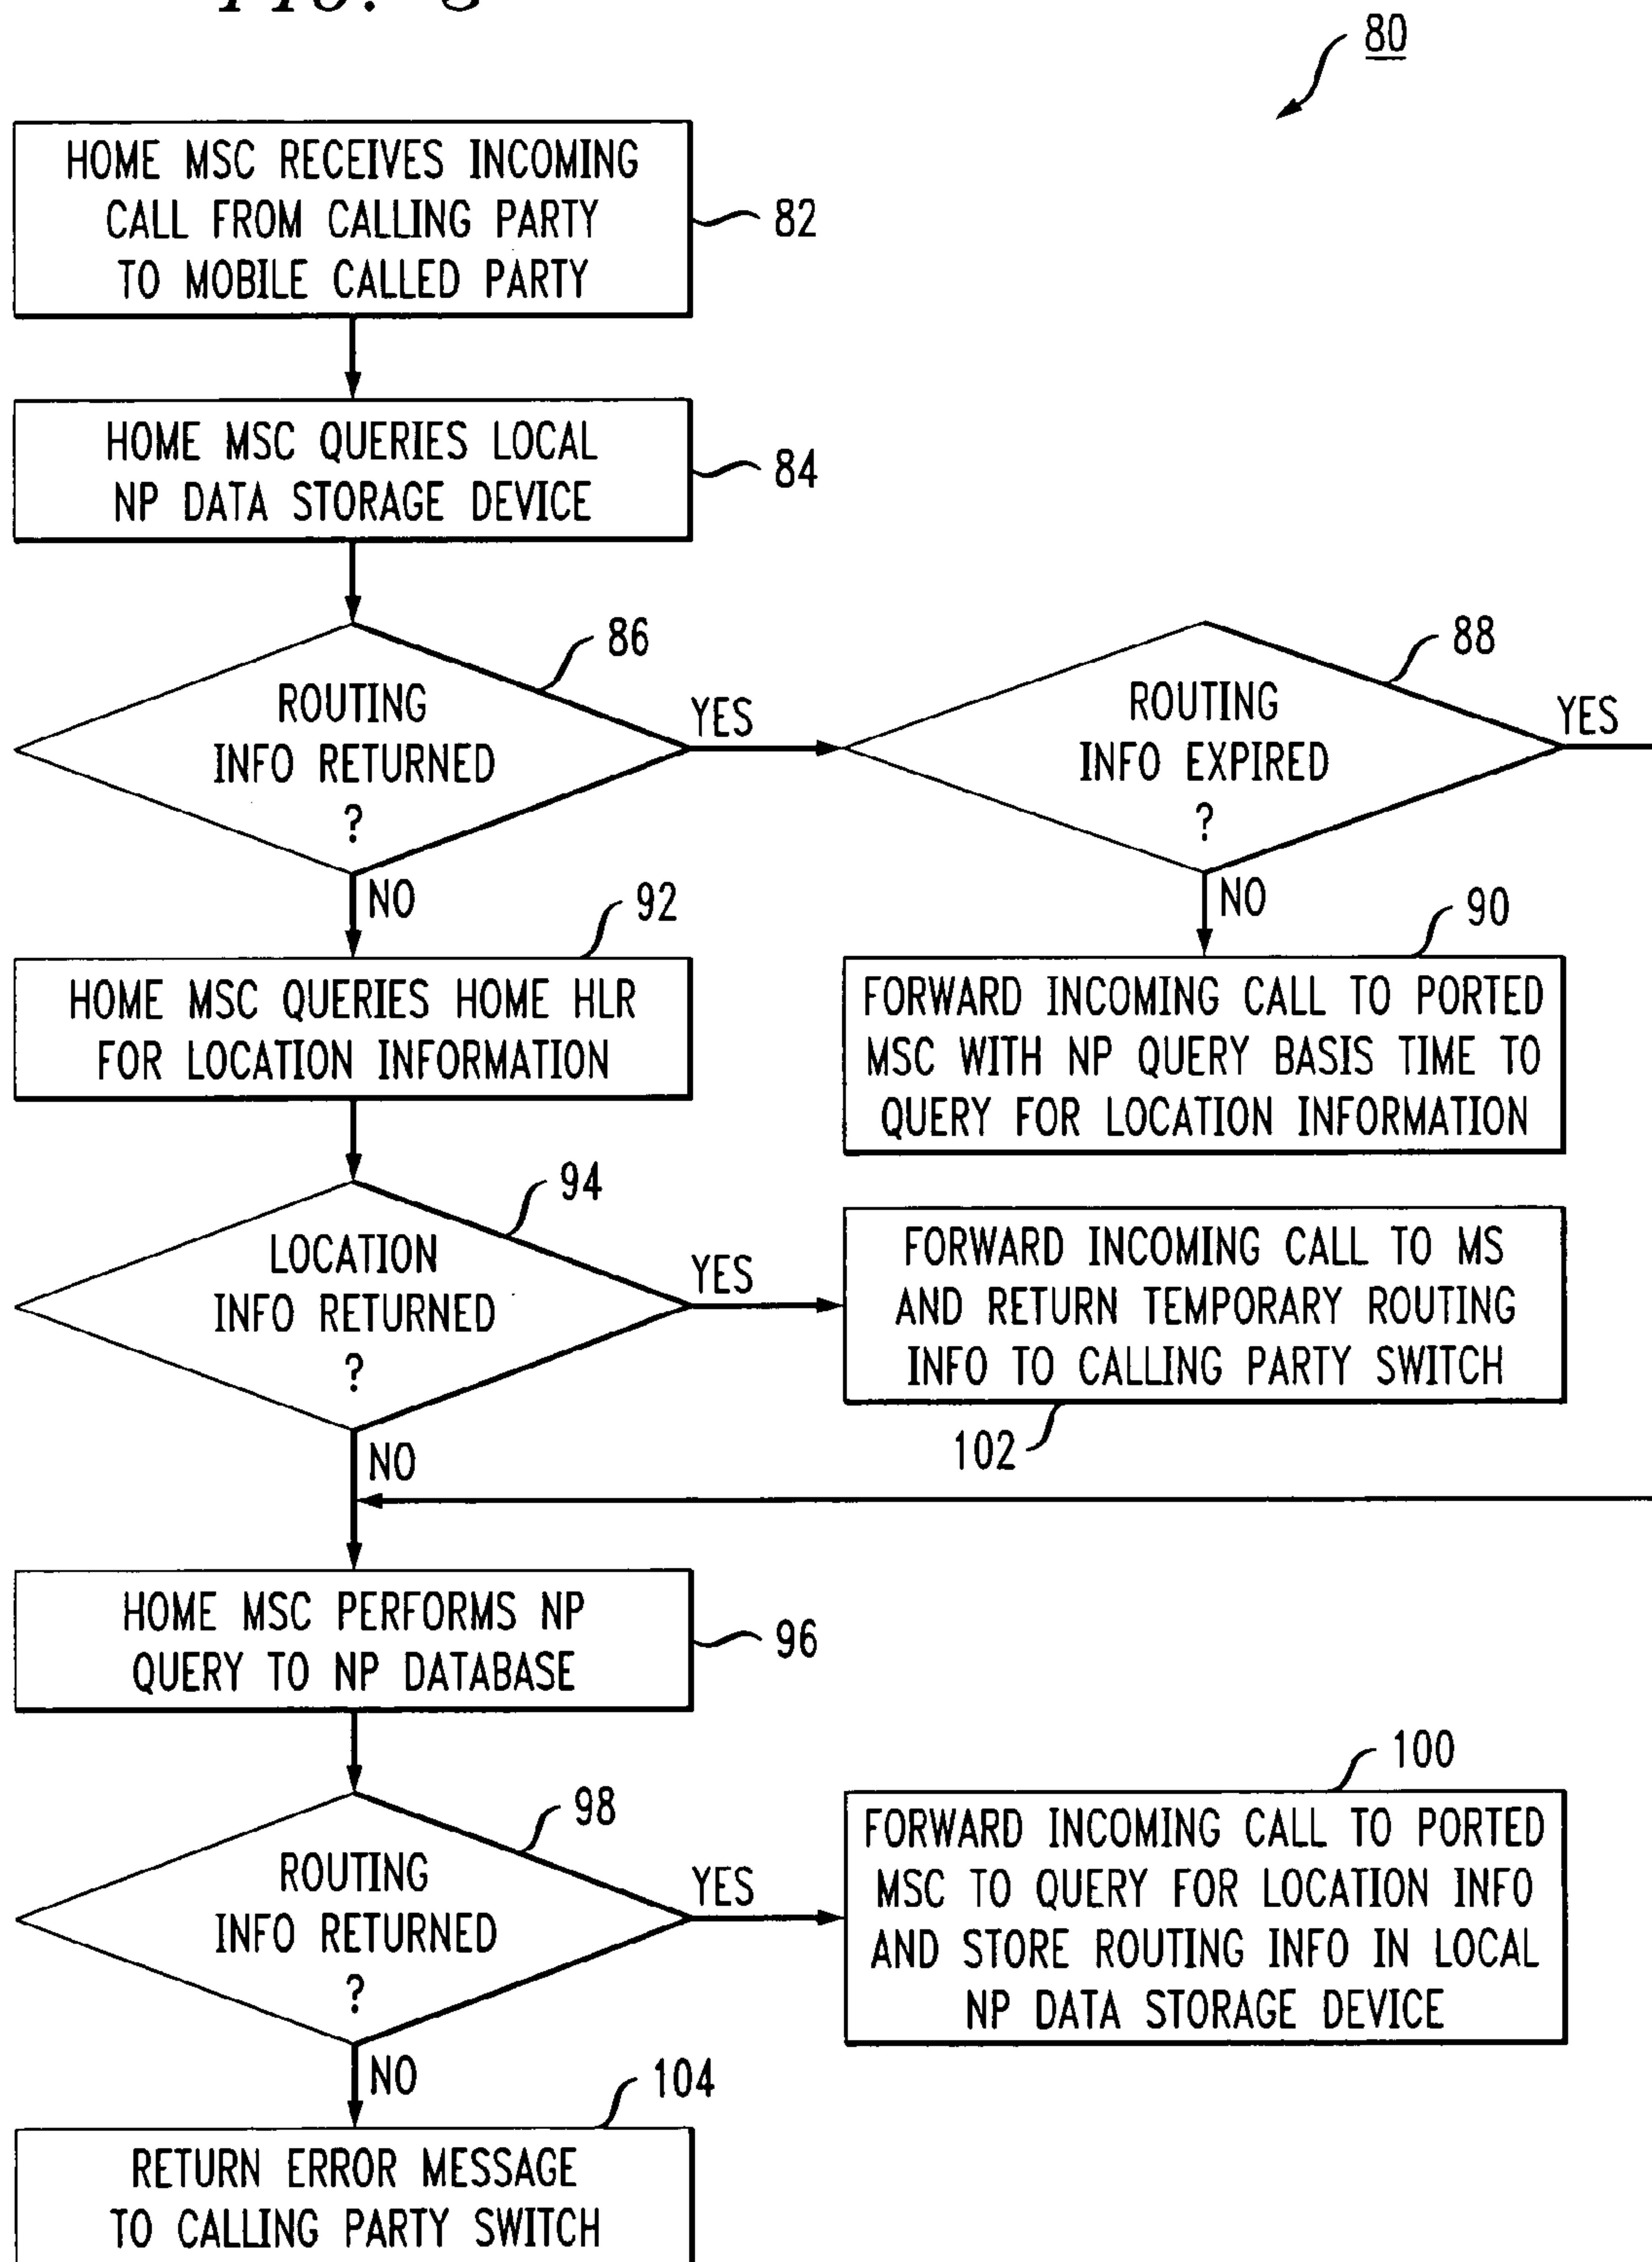 80
HOME MSC RECEIVES INCOMING
CALL FROM CALLING PARTY
TO MOBILE CALLED PARTY
82
HOME MSC QUERIES LOCAL
NP DATA STORAGE DEVICE
84
86
ROUTING
INFO RETURNED
?
YES
NO
88
ROUTING
INFO EXPIRED
?
YES
NO
92
HOME MSC QUERIES HOME HLR
FOR LOCATION INFORMATION
90
FORWARD INCOMING CALL TO PORTED
MSC WITH NP QUERY BASIS TIME TO
QUERY FOR LOCATION INFORMATION
94
LOCATION
INFO RETURNED
?
YES
NO
FORWARD INCOMING CALL TO MS
AND RETURN TEMPORARY ROUTING
INFO TO CALLING PARTY SWITCH
102
HOME MSC PERFORMS NP
QUERY TO NP DATABASE
96
98
ROUTING
INFO RETURNED
?
YES
NO
100
FORWARD INCOMING CALL TO PORTED
MSC TO QUERY FOR LOCATION INFO
AND STORE ROUTING INFO IN LOCAL
NP DATA STORAGE DEVICE
104
RETURN ERROR MESSAGE
TO CALLING PARTY SWITCH